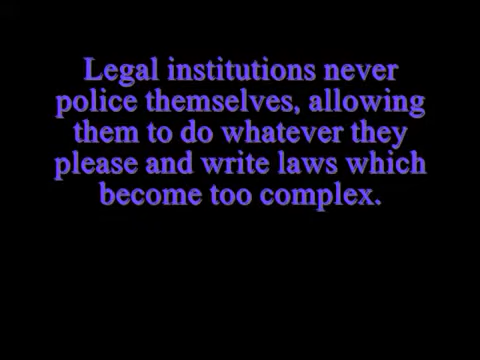 Legal institutions never
police themselves, allowing
them to do whatever they
please and write laws which
become too complex.